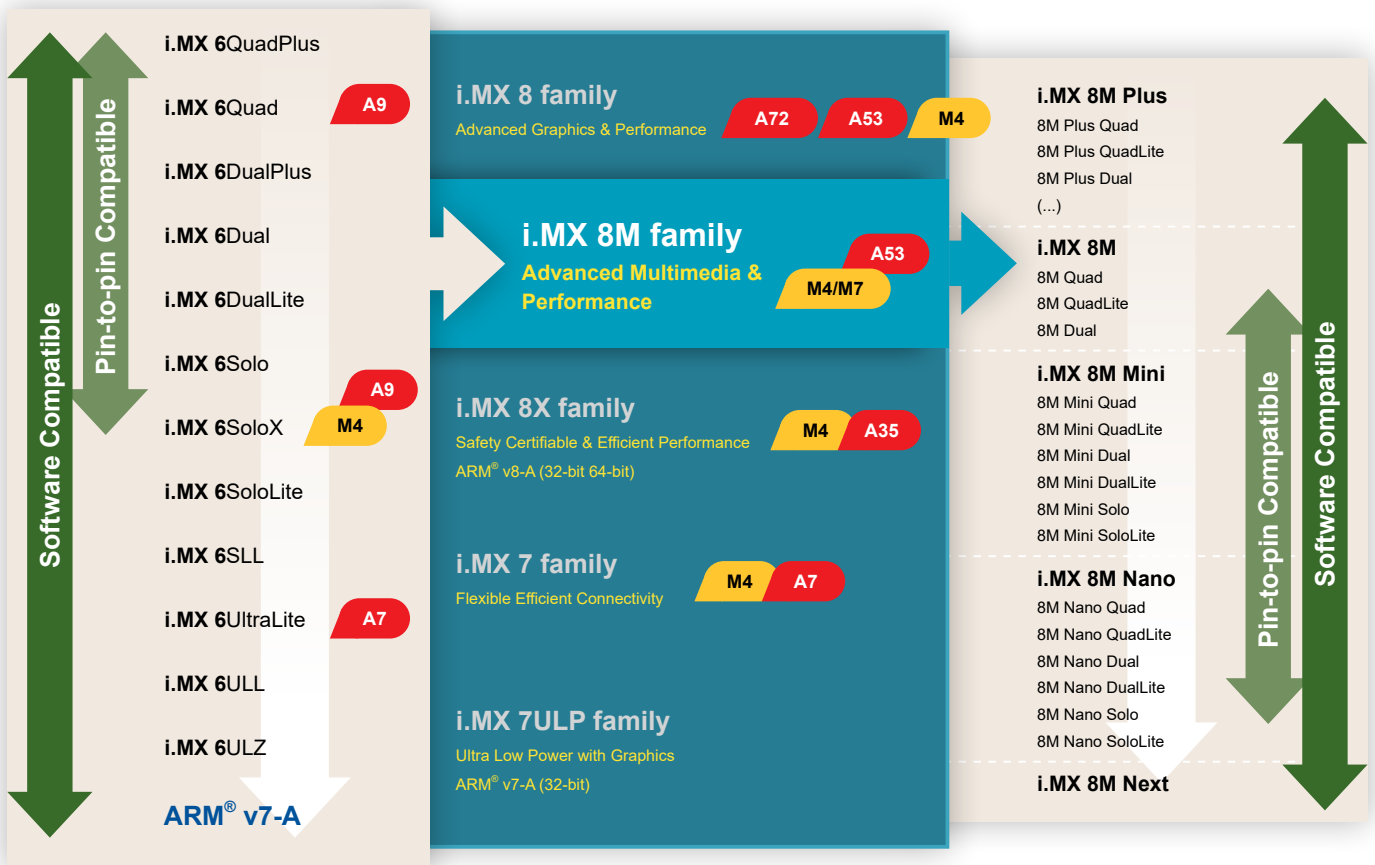 Software Compatible
Pin-to-pin Compatible
i.MX 6QuadPlus
i.MX 6Quad
A9
i.MX 6DualPlus
i.MX 6Dual
i.MX 6DualLite
i.MX 6Solo
A9
i.MX 6SoloX
M4
i.MX 6SoloLite
i.MX 6SLL
i.MX 6UltraLite
A7
i.MX 6ULL
i.MX 6ULZ
ARM® v7-A
i.MX 8 family
Advanced Graphics & Performance
A72
A53
M4
i.MX 8M family
Advanced Multimedia &
Performance
A53
M4/M7
i.MX 8X family
Safety Certifiable & Efficient Performance
ARM® v8-A (32-bit 64-bit)
M4
A35
i.MX 7 family
Flexible Efficient Connectivity
M4
A7
i.MX 7ULP family
Ultra Low Power with Graphics
ARM® v7-A (32-bit)
i.MX 8M Plus
8M Plus Quad
8M Plus QuadLite
8M Plus Dual
(...)
i.MX 8M
8M Quad
8M QuadLite
8M Dual
i.MX 8M Mini
8M Mini Quad
8M Mini QuadLite
8M Mini Dual
8M Mini DualLite
8M Mini Solo
8M Mini SoloLite
i.MX 8M Nano
8M Nano Quad
8M Nano QuadLite
8M Nano Dual
8M Nano DualLite
8M Nano Solo
8M Nano SoloLite
i.MX 8M Next
Pin-to-pin Compatible
Software Compatible